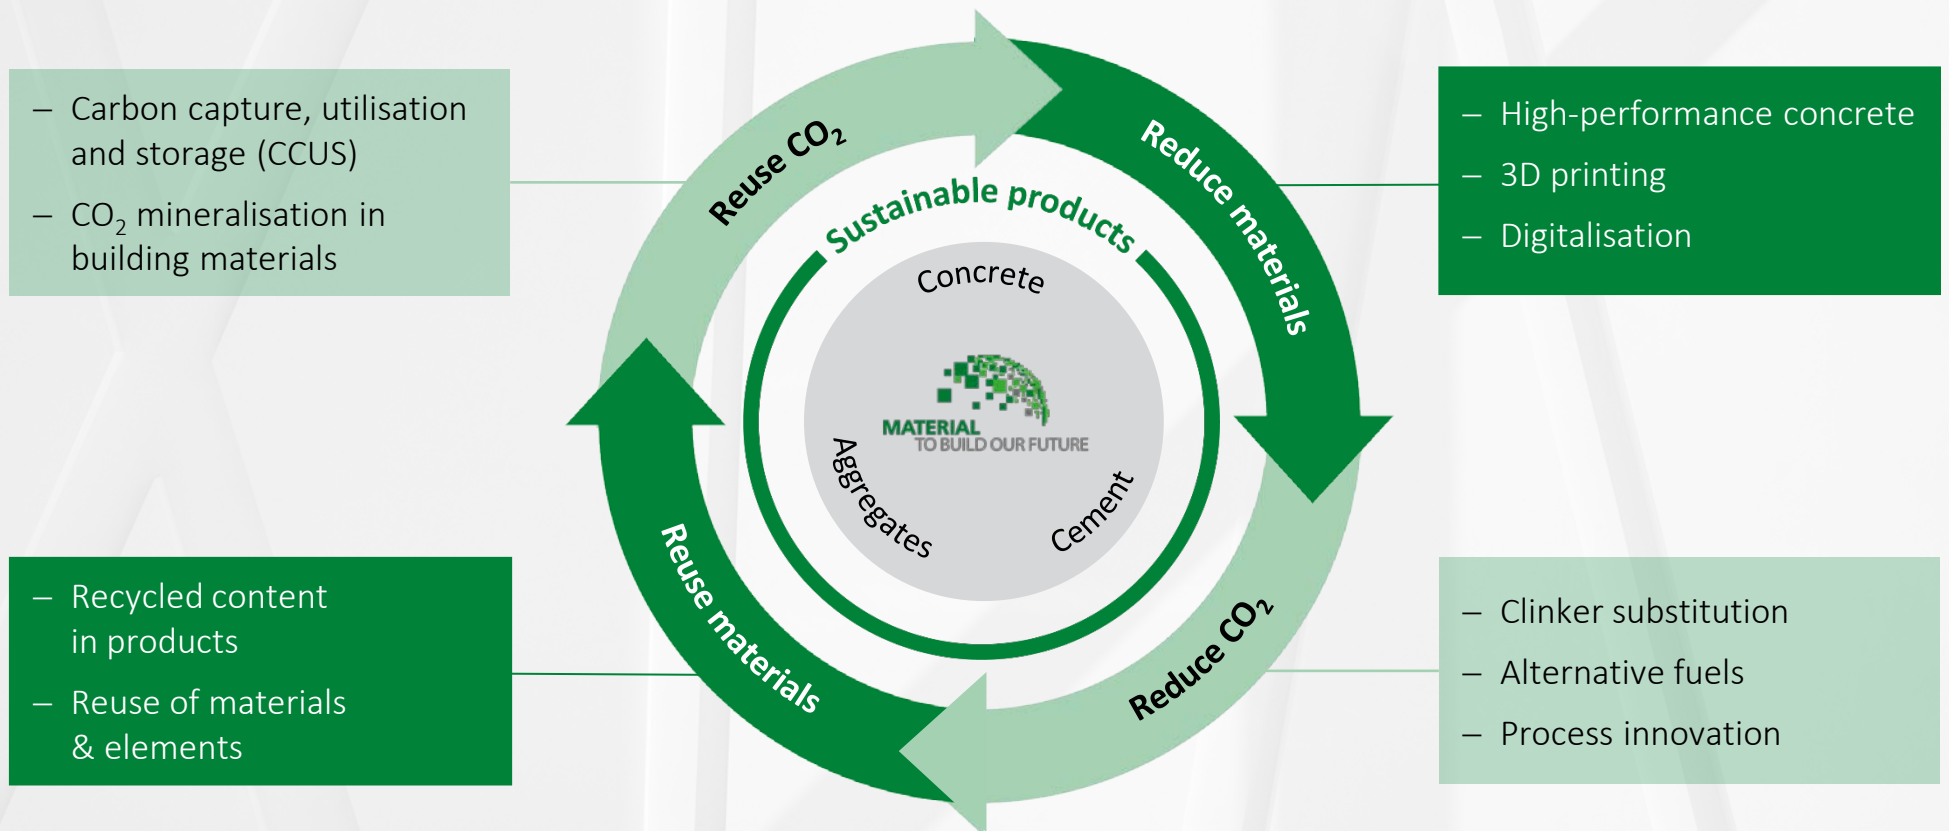 – Carbon capture, utilisation
and storage (CCUS)
– CO₂ mineralisation in
building materials
Reuse CO₂
Reduce materials
– High-performance concrete
– 3D printing
– Digitalisation
Sustainable products
Concrete
MATERIAL
TO BUILD OUR FUTURE
Aggregates
Cement
– Recycled content
in products
– Reuse of materials
& elements
Reuse materials
Reduce CO₂
– Clinker substitution
– Alternative fuels
– Process innovation